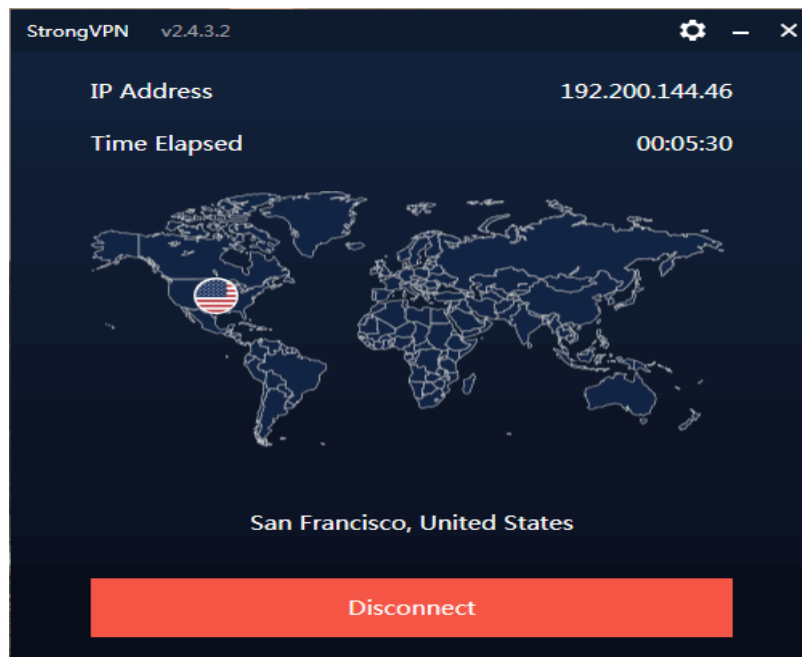 StrongVPN v2.4.3.2
IP Address 192.200.144.46
Time Elapsed 00:05:30
San Francisco, United States
Disconnect